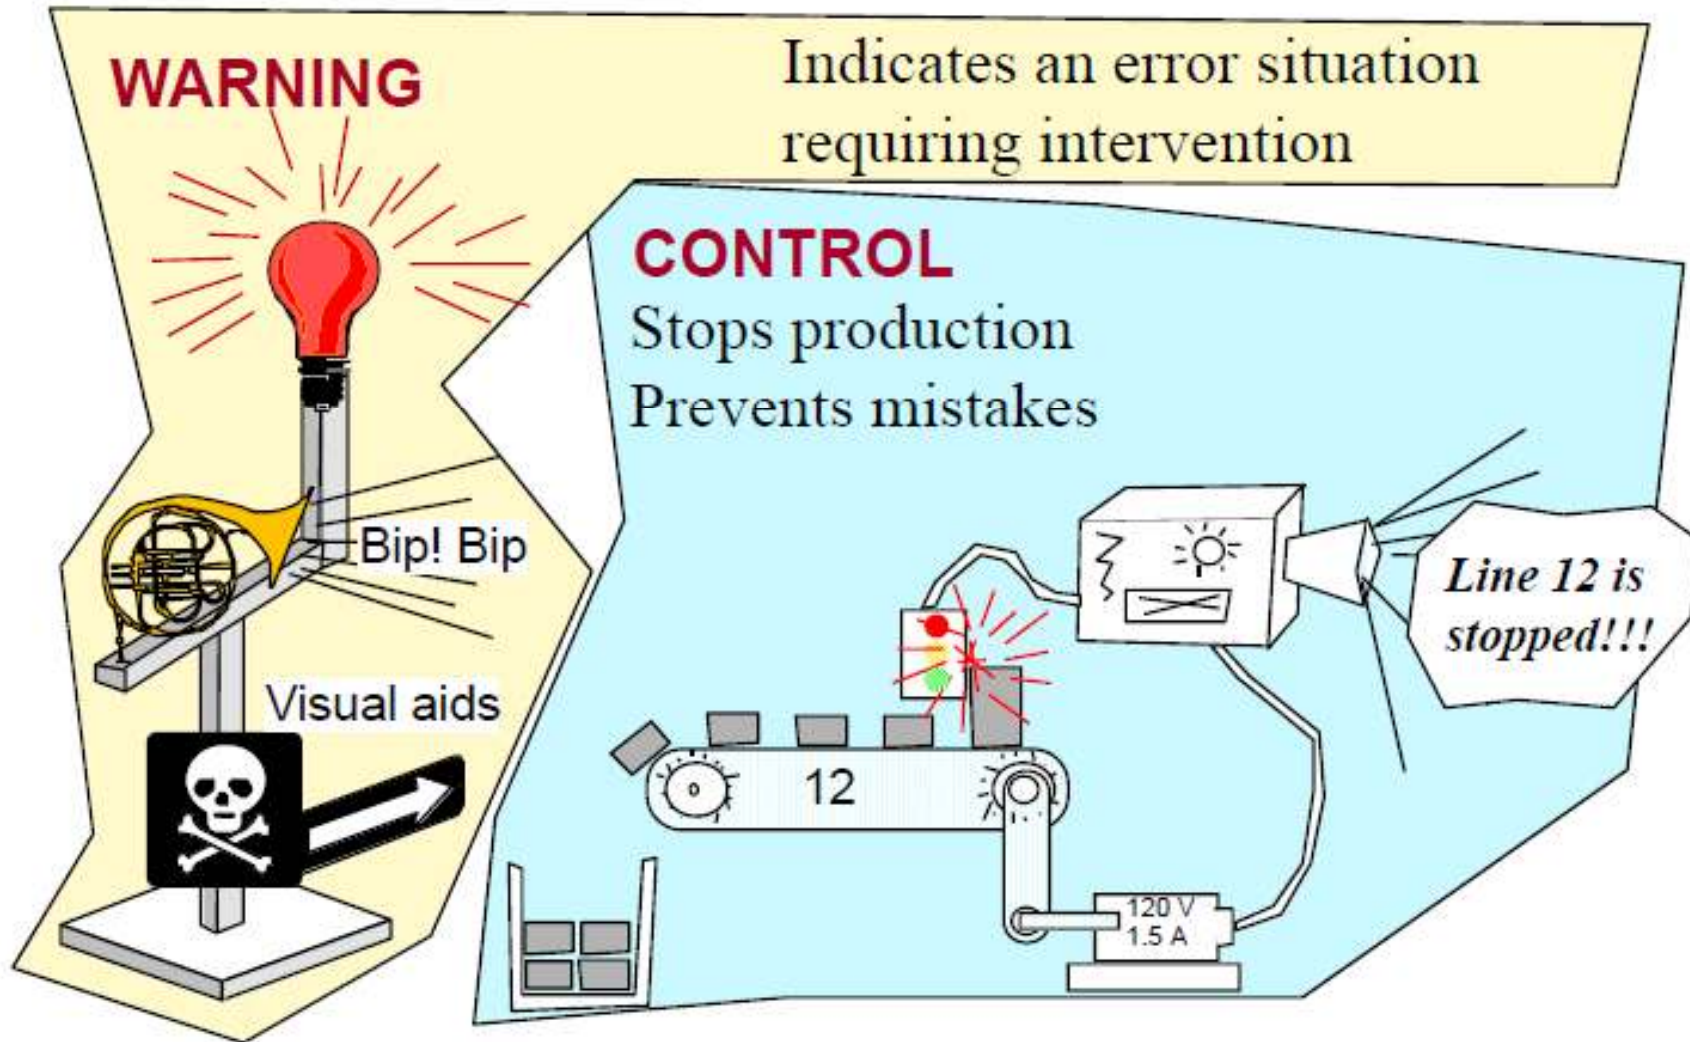 WARNING
Indicates an error situation
requiring intervention
CONTROL
Stops production
Prevents mistakes
Bip! Bip
Line 12 is
stopped!!!
Visual aids
12
120 V
1.5 A